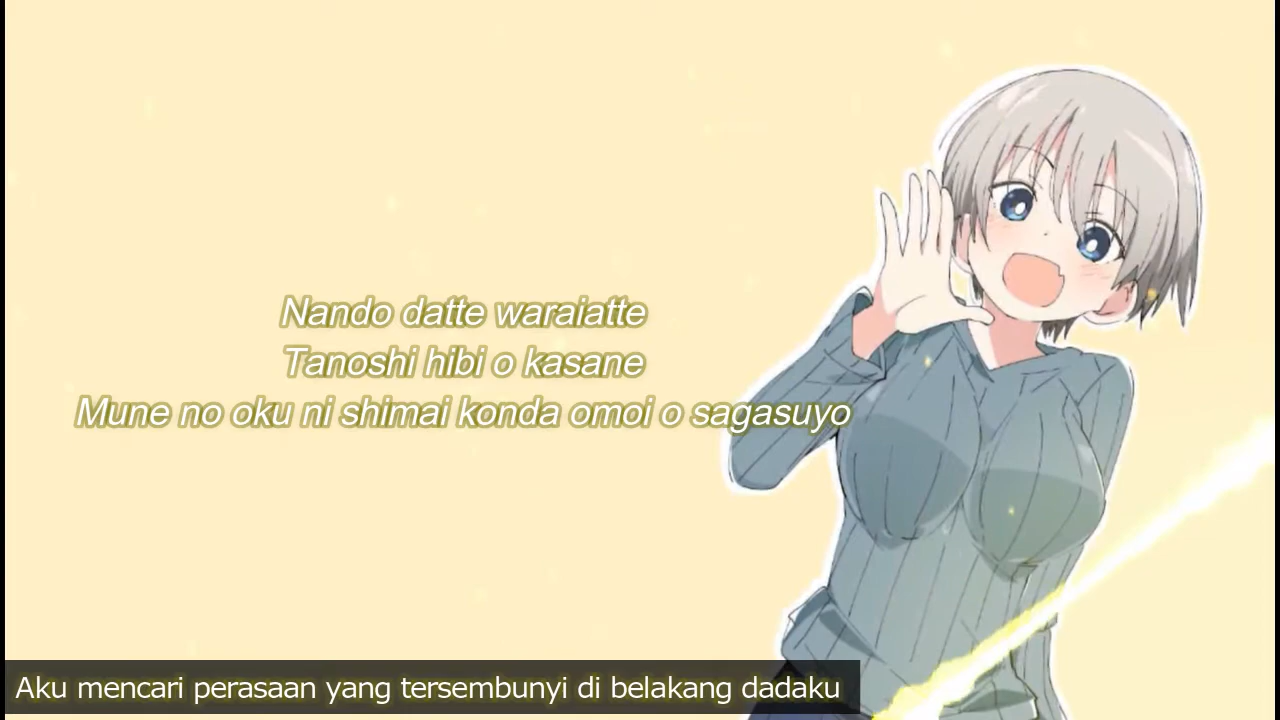 Nando datte waraiatte
Tanoshi hibi o kasane
Mune no oku ni shimai konda omoi o sagasuyo
Aku mencari perasaan yang tersembunyi di belakang dadaku